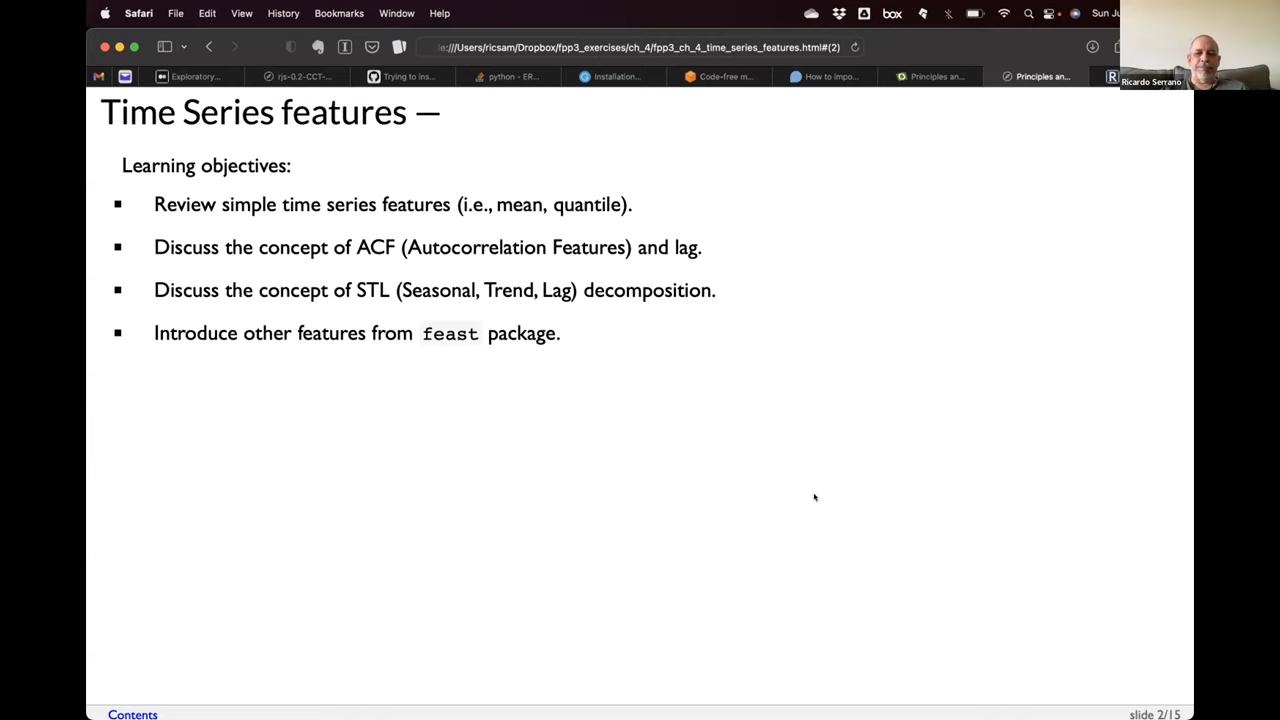 Safari File Edit View History Bookmarks Window Help box Sun Ju
le:///Users/ricsam/Dropbox/fpp3_exercises/ch_4/fpp3_ch_4_time_series_features.html#(2)
Exploratory... rjs-0.2-CCT-... Trying to ins... python - ER... Installation... Code-free m... How to impo... Principles an... Principles an...
Ricardo Serrano
Time Series features —
Learning objectives:
▪ Review simple time series features (i.e., mean, quantile).
▪ Discuss the concept of ACF (Autocorrelation Features) and lag.
▪ Discuss the concept of STL (Seasonal, Trend, Lag) decomposition.
▪ Introduce other features from feast package.
Contents
slide 2/15